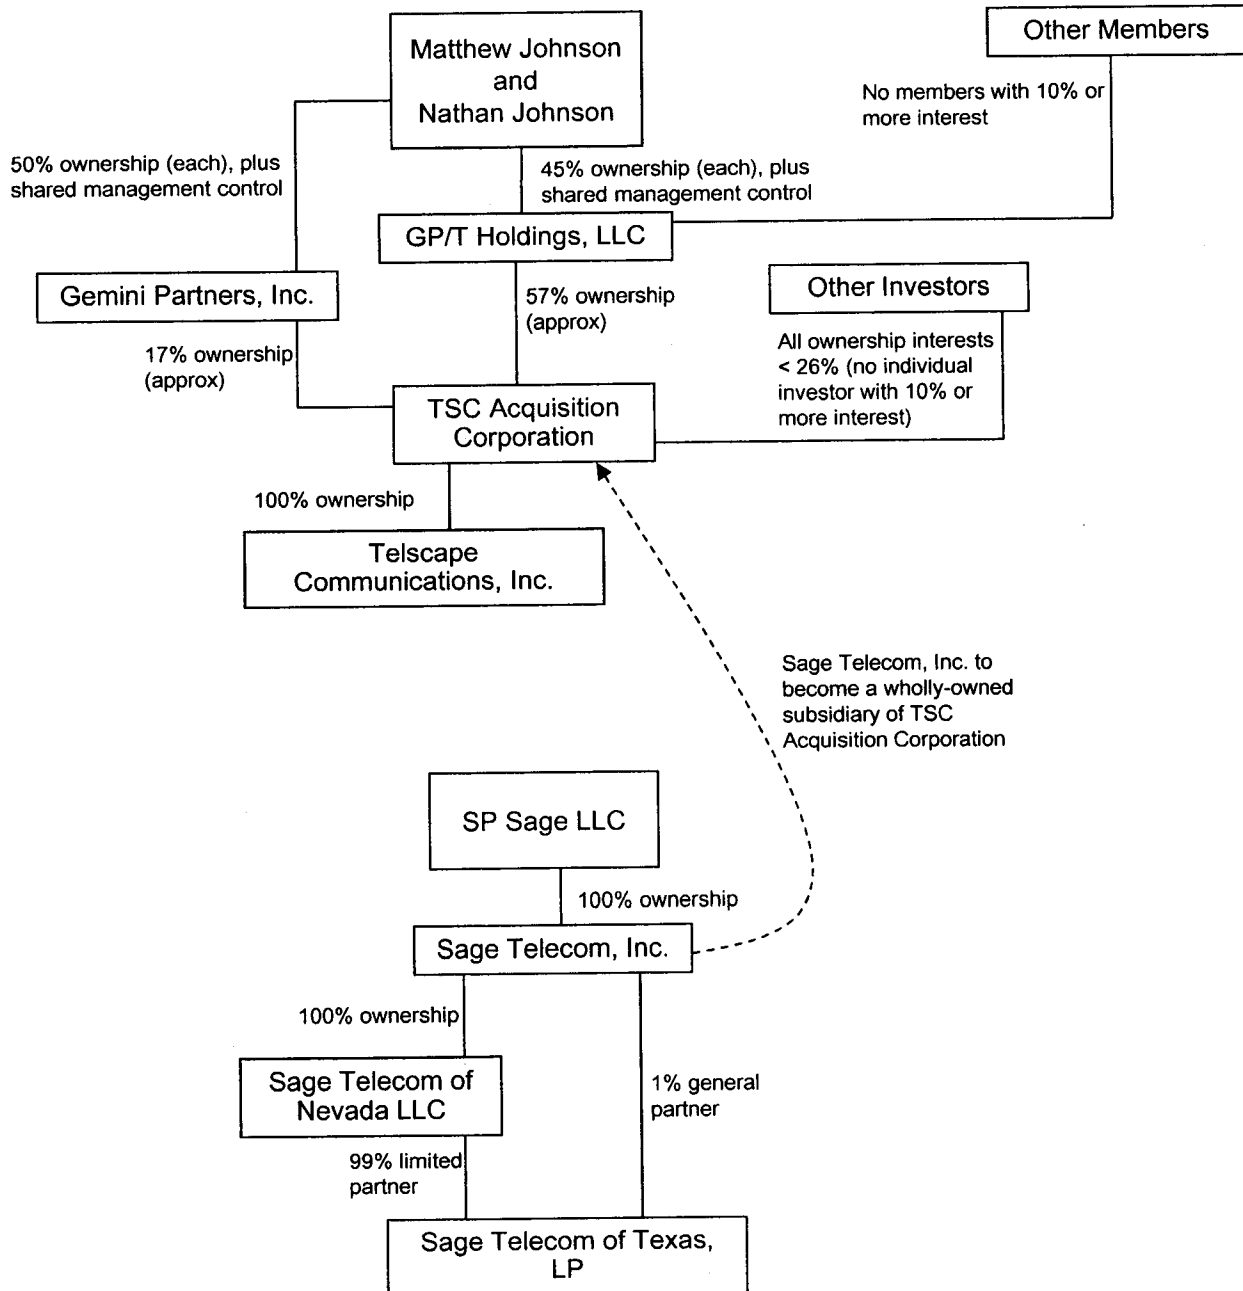 Matthew Johnson
and
Nathan Johnson
Other Members
No members with 10% or
more interest
50% ownership (each), plus
shared management control
45% ownership (each), plus
shared management control
GP/T Holdings, LLC
Gemini Partners, Inc.
Other Investors
57% ownership
(approx)
17% ownership
(approx)
All ownership interests
< 26% (no individual
investor with 10% or
more interest)
TSC Acquisition
Corporation
100% ownership
Telscape
Communications, Inc.
Sage Telecom, Inc. to
become a wholly-owned
subsidiary of TSC
Acquisition Corporation
SP Sage LLC
100% ownership
Sage Telecom, Inc.
100% ownership
Sage Telecom of
Nevada LLC
1% general
partner
99% limited
partner
Sage Telecom of Texas,
LP